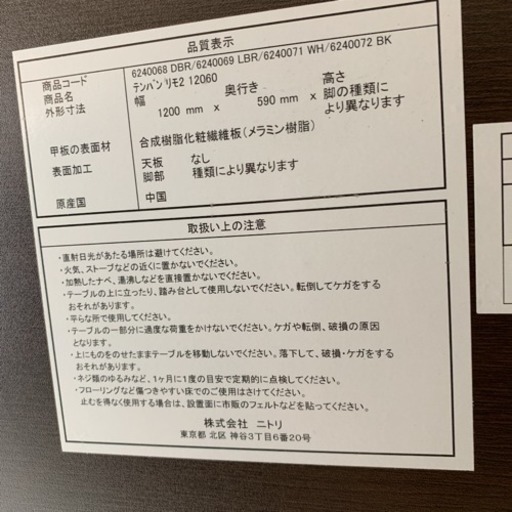 品質表示
商品コード 6240068 DBR/6240069 LBR/6240071 WH/6240072 BK
商品名 テンバン リモ2 12060
外形寸法 幅 奥行き 高さ
1200 mm x 590 mm x 脚の種類に
より異なります
甲板の表面材 合成樹脂化粧繊維板(メラミン樹脂)
表面加工 天板 なし
脚部 種類により異なります
原産国 中国
取扱い上の注意
・直射日光があたる場所は避けてください。
・火気、ストーブなどの近くに置かないでください。
・加熱したナベ、湯沸しなどを直接置かないでください。
・テーブルの上に立ったり、踏み台として使用しないでください。転倒してケガをする
おそれがあります。
・平らな所で使用してください。
・テーブルの一部分に過度な荷重をかけないでください。ケガや転倒、破損の原因
となります。
・上にものをのせたままテーブルを移動しないでください。落下して、破損・ケガをする
おそれがあります。
・ネジ類のゆるみなど、1ヶ月に1度の目安で定期的に点検してください。
・フローリングなど傷つきやすい床でのご使用はさけてください。
止むを得なく使用する場合は、設置面に市販のフェルトなどを貼ってください。
株式会社 ニトリ
東京都 北区 神谷3丁目6番20号